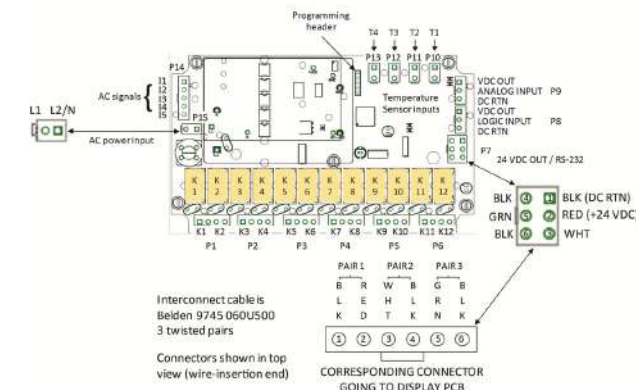 Programming
header
T4 T3 T2 T1
P13 P12 P11 P10
P14
I1
I2
I3
I4
I5
AC signals
L1 L2/N
P15
AC power input
Temperature
Sensor inputs
VDC OUT
ANALOG INPUT P9
DC RTN
VDC OUT
LOGIC INPUT P8
DC RTN
P7
24 VDC OUT / RS-232
K K K K K K K K K K K K
1 2 3 4 5 6 7 8 9 10 11 12
K1 K2 K3 K4 K5 K6 K7 K8 K9 K10 K11 K12
P1 P2 P3 P4 P5 P6
BLK 4 1 BLK (DC RTN)
GRN 5 2 RED (+24 VDC)
BLK 6 3 WHT
PAIR 1 PAIR 2 PAIR 3
B R W B G B
L E H L R L
K D T K N K
1 2 3 4 5 6
Interconnect cable is
Belden 9745 060U500
3 twisted pairs
Connectors shown in top
view (wire-insertion end)
CORRESPONDING CONNECTOR
GOING TO DISPLAY PCB